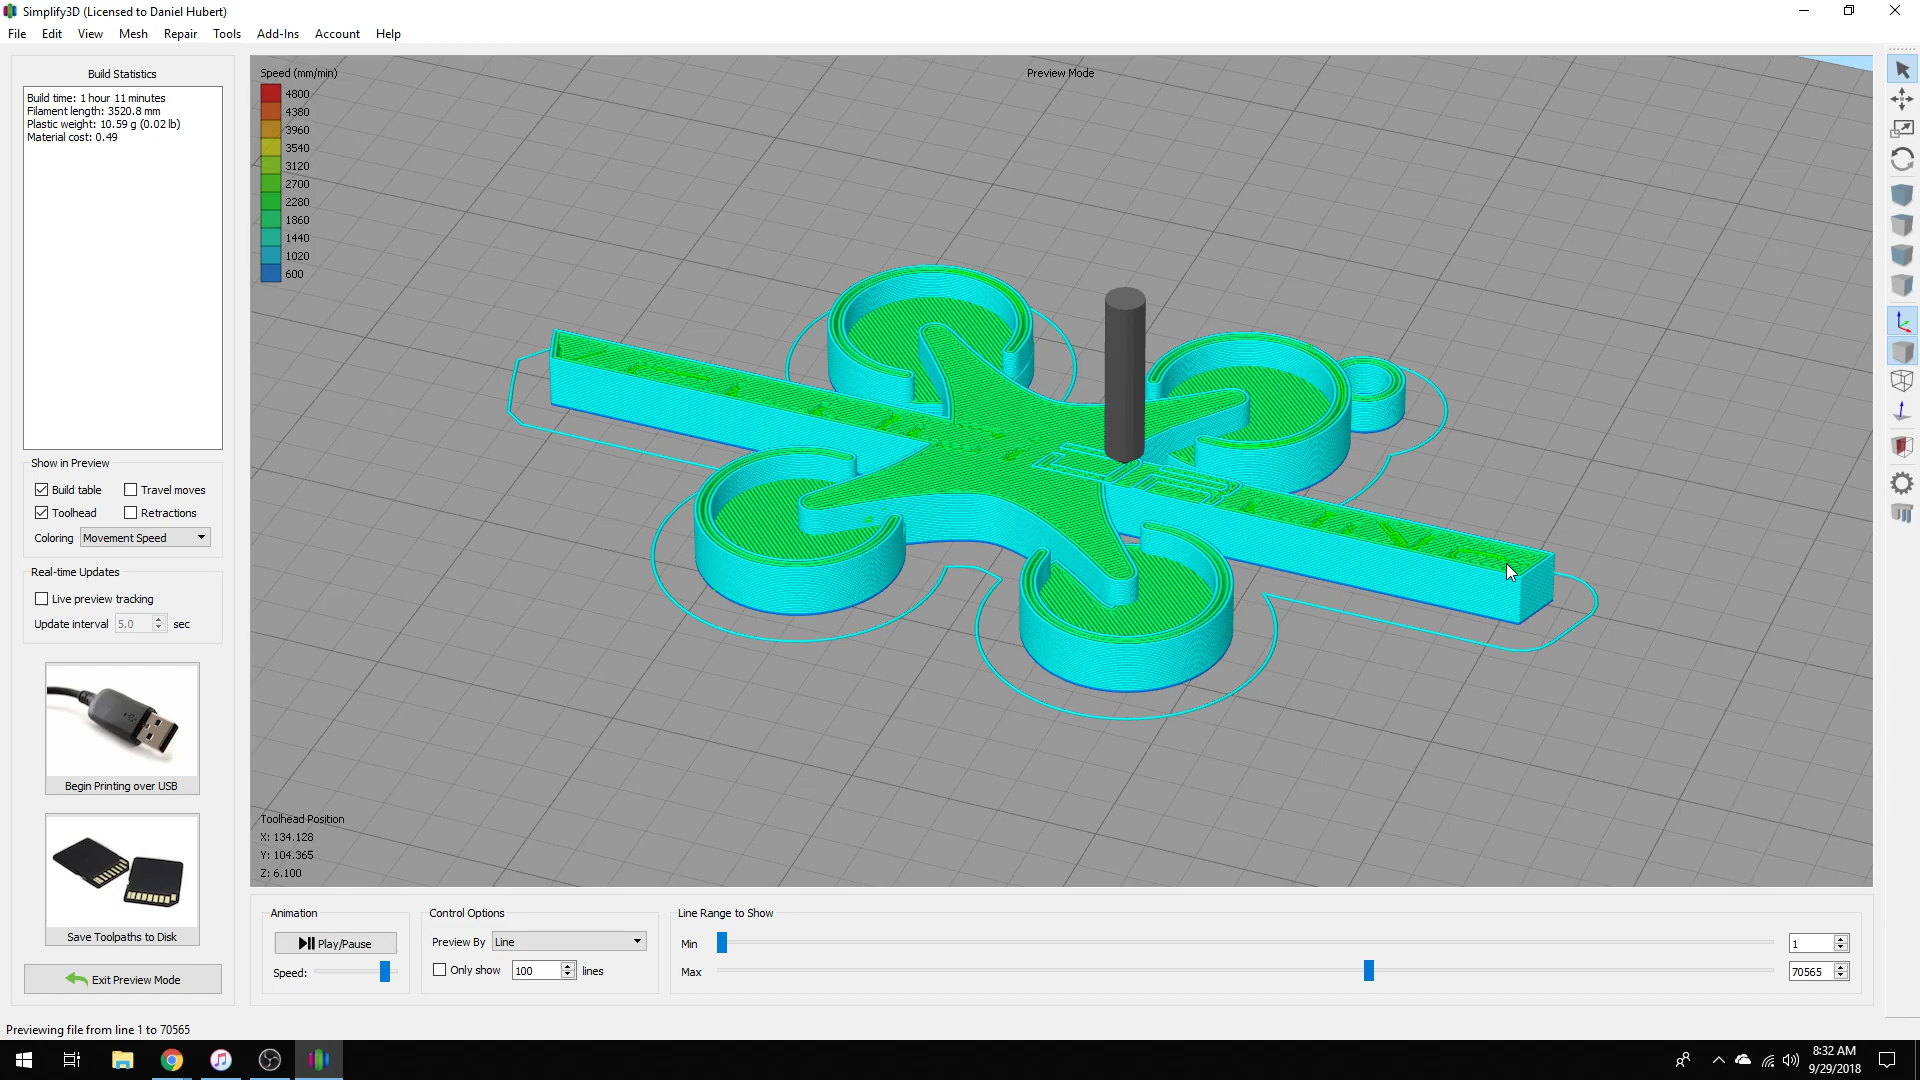 Simplify3D (Licensed to Daniel Hubert)
File Edit View Mesh Repair Tools Add-Ins Account Help
Build Statistics
Build time: 1 hour 11 minutes
Filament length: 3520.8 mm
Plastic weight: 10.59 g (0.02 lb)
Material cost: 0.49
Speed (mm/min)
4800
4380
3960
3540
3120
2700
2280
1860
1440
1020
600
Preview Mode
Show in Preview
Build table Travel moves
Toolhead Retractions
Coloring Movement Speed
Real-time Updates
Live preview tracking
Update interval 5.0 sec
Begin Printing over USB
Save Toolpaths to Disk
Exit Preview Mode
Toolhead Position
X: 134.128
Y: 104.365
Z: 6.100
Animation
Play/Pause
Speed:
Control Options
Preview By Line
Only show 100 lines
Line Range to Show
Min 1
Max 70565
Previewing file from line 1 to 70565
8:32 AM
9/29/2018